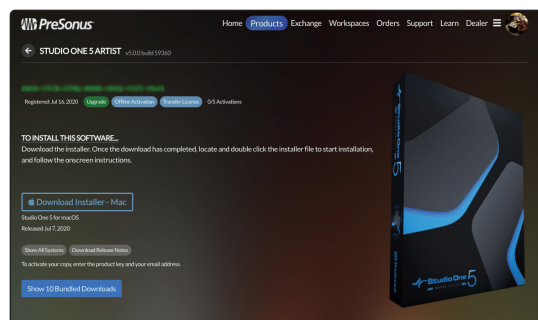 PreSonus
Home Products Exchange Workspaces Orders Support Learn Dealer
STUDIO ONE 5 ARTIST v5.0.0 build 59360
Registered: Jul 16, 2020 Upgrade Offline Activation Transfer License 0/5 Activations
TO INSTALL THIS SOFTWARE...
Download the installer. Once the download has completed, locate and double click the installer file to start installation,
and follow the onscreen instructions.
Download Installer - Mac
Studio One 5 for macOS
Released Jul 7, 2020
Show All Systems Download Release Notes
To activate your copy, enter the product key and your email address.
Show 10 Bundled Downloads
Studio One 5
PreSonus
Studio One 5